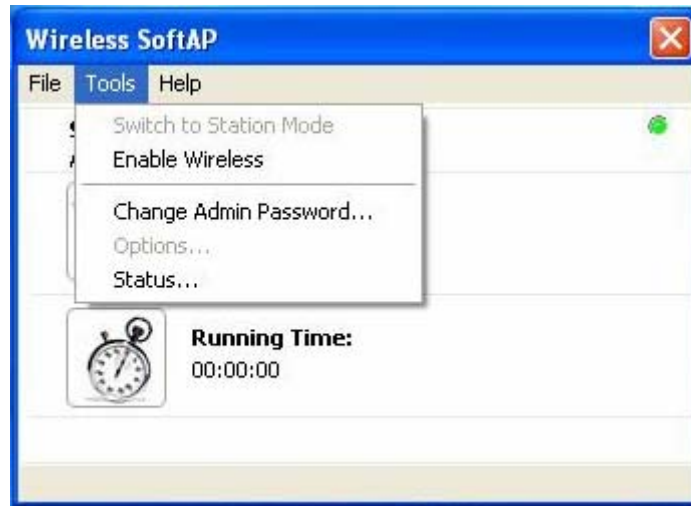 Wireless SoftAP
File Tools Help
Switch to Station Mode
Enable Wireless
Change Admin Password...
Options...
Status...
Running Time:
00:00:00